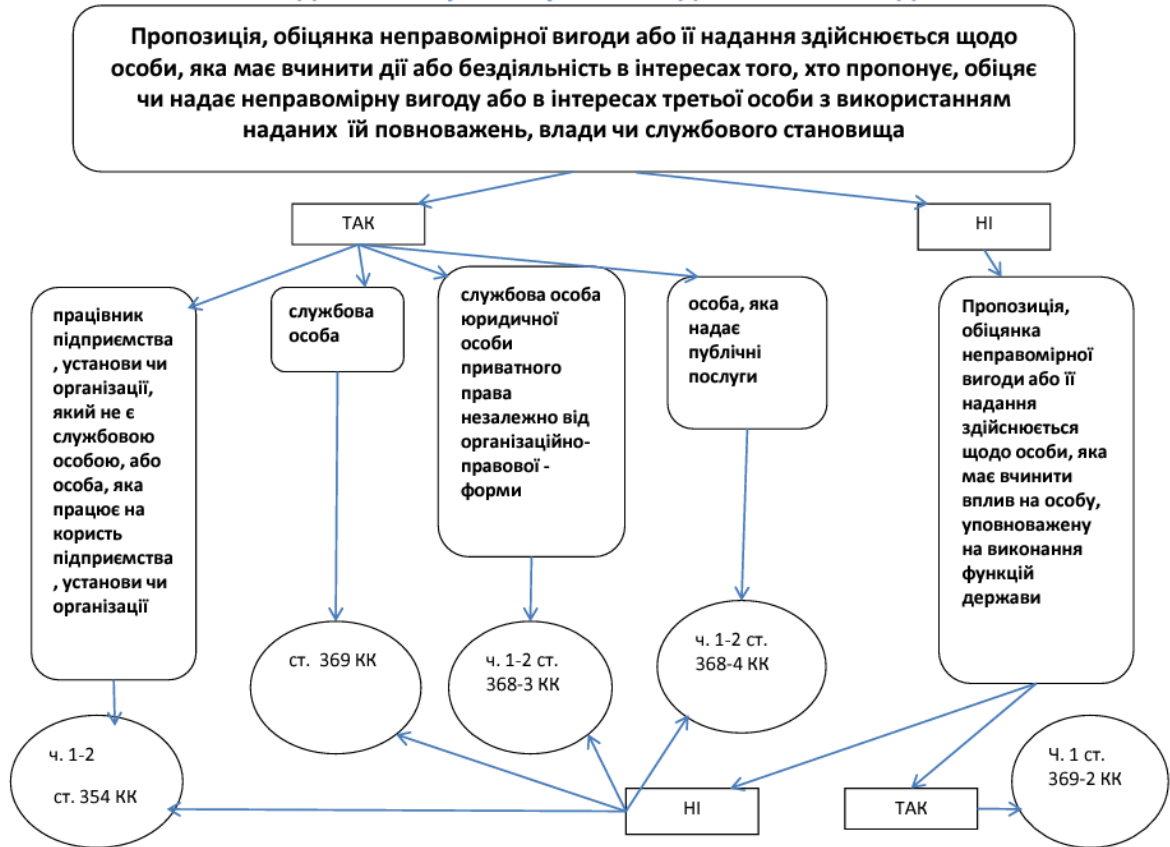 Пропозиція, обіцянка неправомірної вигоди або її надання здійснюється щодо
особи, яка має вчинити дії або бездіяльність в інтересах того, хто пропонує, обіцяє
чи надає неправомірну вигоду або в інтересах третьої особи з використанням
наданих їй повноважень, влади чи службового становища
ТАК
НІ
працівник
підприємства
, установи чи
організації,
який не є
службовою
особою, або
особа, яка
працює на
користь
підприємства
, установи чи
організації
службова
особа
службова особа
юридичної
особи
приватного
права
незалежно від
організаційно-
правової -
форми
особа, яка
надає
публічні
послуги
Пропозиція,
обіцянка
неправомірної
вигоди або її
надання
здійснюється
щодо особи, яка
має вчинити
вплив на особу,
уповноважену
на виконання
функцій
держави
ст. 369 КК
ч. 1-2 ст.
368-3 КК
ч. 1-2 ст.
368-4 КК
ч. 1-2
ст. 354 КК
НІ
ТАК
Ч. 1 ст.
369-2 КК